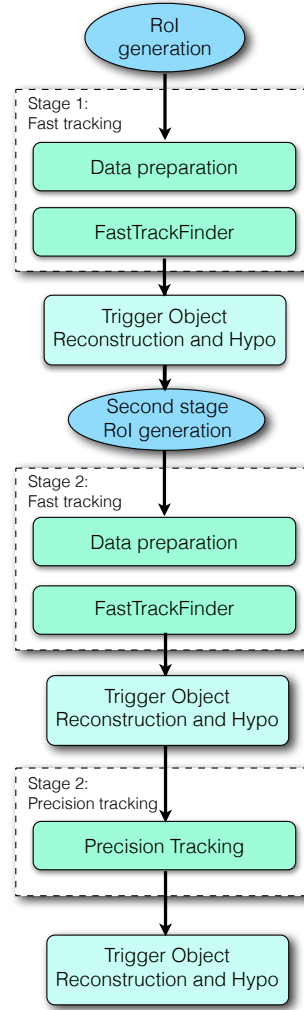 RoI
generation
Stage 1:
Fast tracking
Data preparation
FastTrackFinder
Trigger Object
Reconstruction and Hypo
Second stage
RoI generation
Stage 2:
Fast tracking
Data preparation
FastTrackFinder
Trigger Object
Reconstruction and Hypo
Stage 2:
Precision tracking
Precision Tracking
Trigger Object
Reconstruction and Hypo